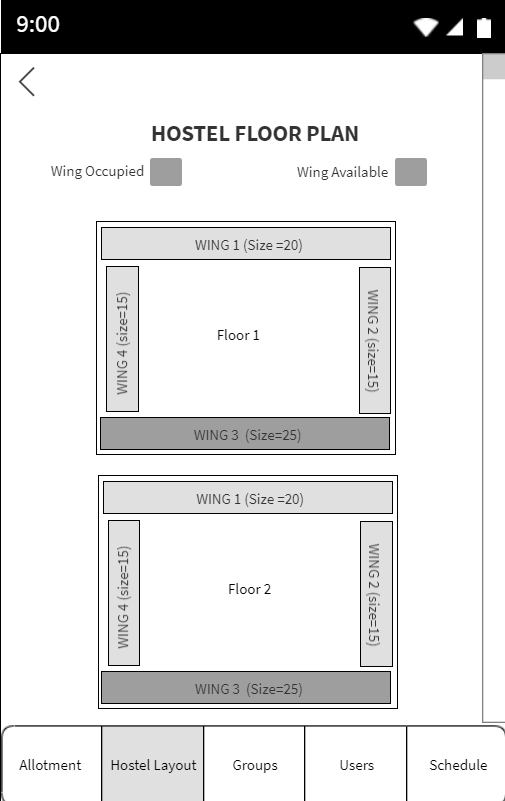 9:00
HOSTEL FLOOR PLAN
Wing Occupied
Wing Available
WING 1 (Size =20)
WING 4 (size=15)
Floor 1
WING 2 (size=15)
WING 3 (Size=25)
WING 1 (Size =20)
WING 4 (size=15)
Floor 2
WING 2 (size=15)
WING 3 (Size=25)
Allotment
Hostel Layout
Groups
Users
Schedule